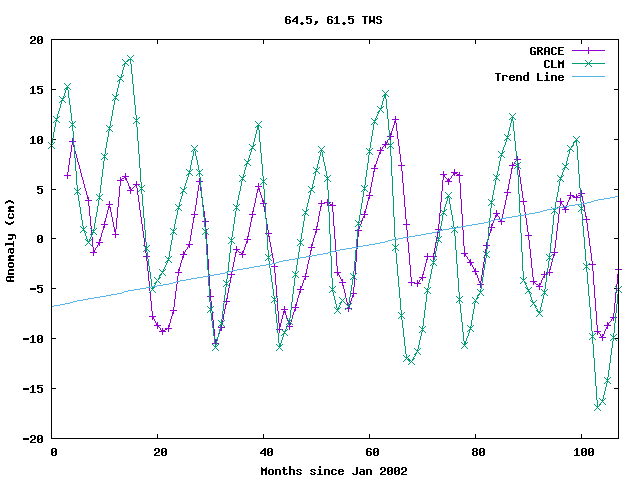 64.5, 61.5 TWS
GRACE
CLM
Trend Line
20
15
10
5
0
-5
-10
-15
-20
Anomaly (cm)
0 20 40 60 80 100
Months since Jan 2002